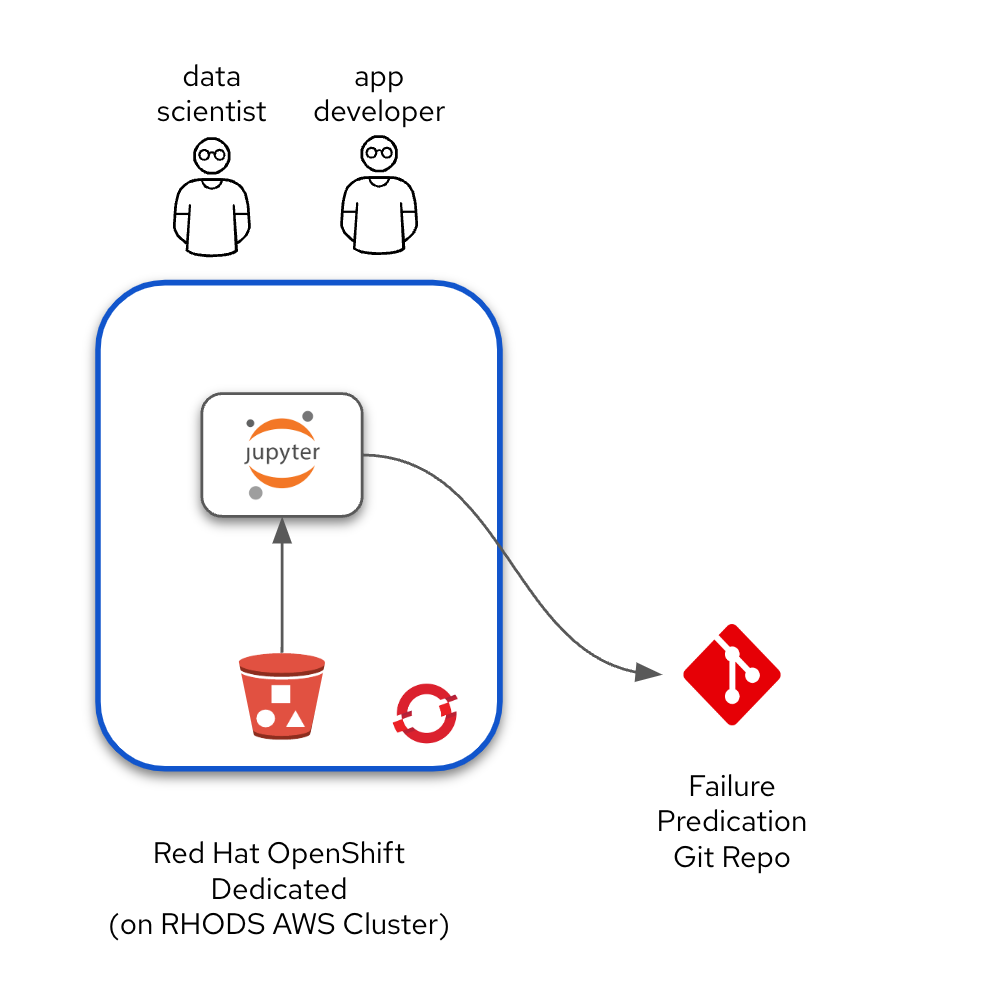 data
scientist
app
developer
jupyter
Failure
Predication
Git Repo
Red Hat OpenShift
Dedicated
(on RHODS AWS Cluster)